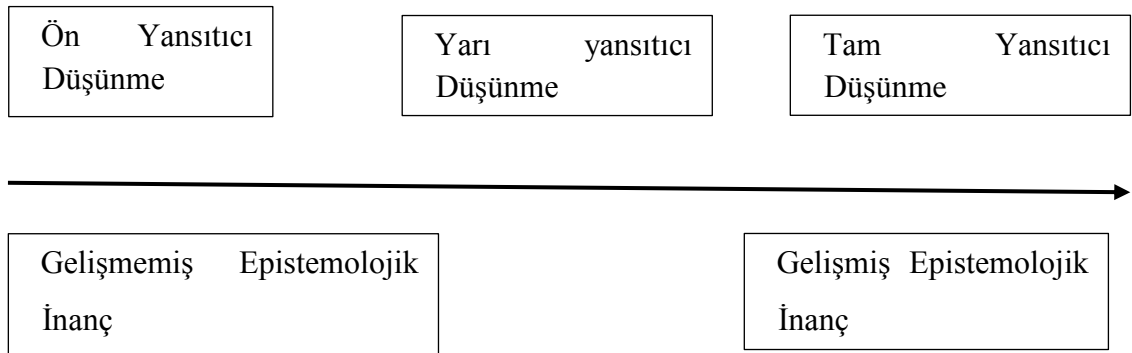 Ön Yansıtıcı
Düşünme
Yarı yansıtıcı
Düşünme
Tam Yansıtıcı
Düşünme
Gelişmemiş Epistemolojik
İnanç
Gelişmiş Epistemolojik
İnanç